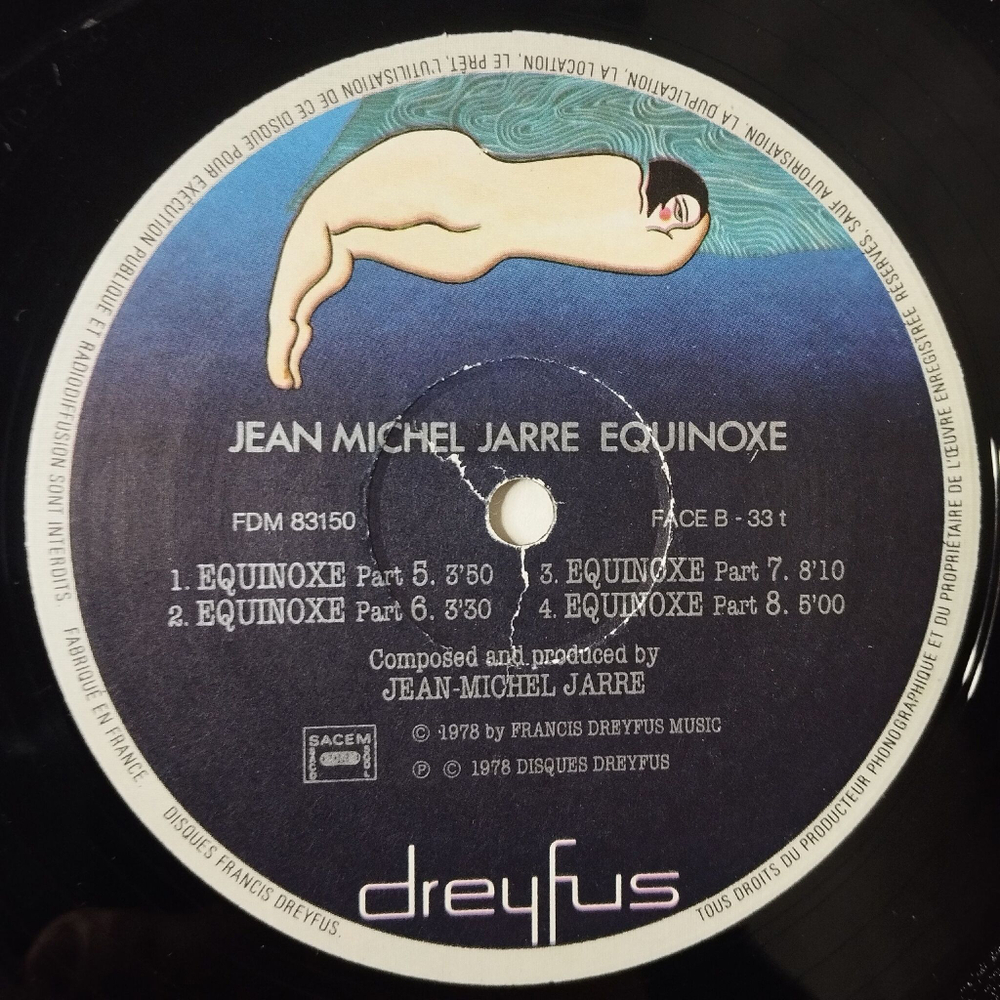 JEAN MICHEL JARRE EQUINOXE
FDM 83150
FACE B - 33 t
1. EQUINOXE Part 5. 3'50
2. EQUINOXE Part 6. 3'30
3. EQUINOXE Part 7. 8'10
4. EQUINOXE Part 8. 5'00
Composed and produced by
JEAN-MICHEL JARRE
SACEM
© 1978 by FRANCIS DREYFUS MUSIC
℗ © 1978 DISQUES DREYFUS
dreyfus
TOUS DROITS DU PRODUCTEUR PHONOGRAPHIQUE ET DU PROPRIÉTAIRE DE L'ŒUVRE ENREGISTRÉE RÉSERVÉS. SAUF AUTORISATION, LA DUPLICATION, LA LOCATION, LE PRÊT, L'UTILISATION DE CE DISQUE POUR EXÉCUTION PUBLIQUE ET RADIODIFFUSION SONT INTERDITS. FABRIQUÉ EN FRANCE. DISQUES FRANCIS DREYFUS.